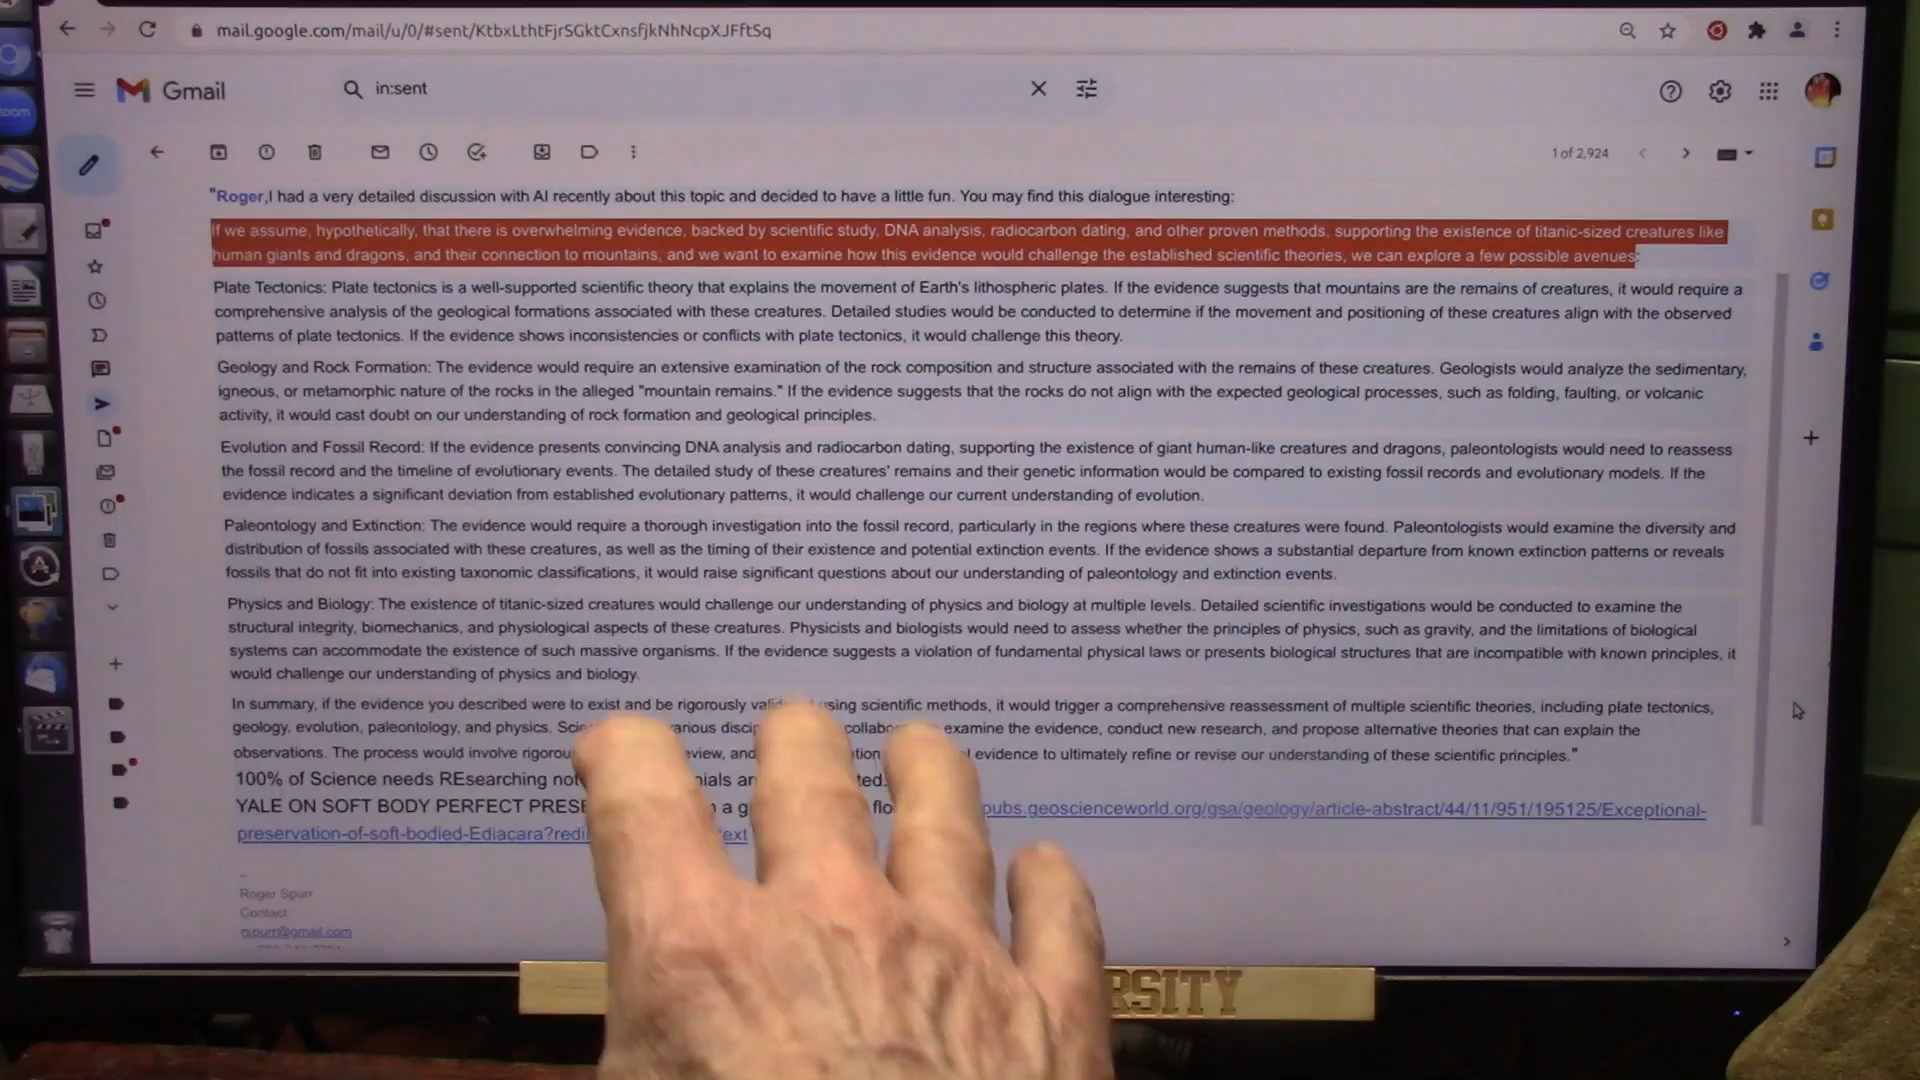 mail.google.com/mail/u/0/#sent/KtbxLthtFjrSGktCxnsfjkNhNcpXJFftSq
Gmail
in:sent
1 of 2,924
"Roger,I had a very detailed discussion with AI recently about this topic and decided to have a little fun. You may find this dialogue interesting:
If we assume, hypothetically, that there is overwhelming evidence, backed by scientific study, DNA analysis, radiocarbon dating, and other proven methods, supporting the existence of titanic-sized creatures like
human giants and dragons, and their connection to mountains, and we want to examine how this evidence would challenge the established scientific theories, we can explore a few possible avenues:
Plate Tectonics: Plate tectonics is a well-supported scientific theory that explains the movement of Earth's lithospheric plates. If the evidence suggests that mountains are the remains of creatures, it would require a
comprehensive analysis of the geological formations associated with these creatures. Detailed studies would be conducted to determine if the movement and positioning of these creatures align with the observed
patterns of plate tectonics. If the evidence shows inconsistencies or conflicts with plate tectonics, it would challenge this theory.
Geology and Rock Formation: The evidence would require an extensive examination of the rock composition and structure associated with the remains of these creatures. Geologists would analyze the sedimentary,
igneous, or metamorphic nature of the rocks in the alleged "mountain remains." If the evidence suggests that the rocks do not align with the expected geological processes, such as folding, faulting, or volcanic
activity, it would cast doubt on our understanding of rock formation and geological principles.
Evolution and Fossil Record: If the evidence presents convincing DNA analysis and radiocarbon dating, supporting the existence of giant human-like creatures and dragons, paleontologists would need to reassess
the fossil record and the timeline of evolutionary events. The detailed study of these creatures' remains and their genetic information would be compared to existing fossil records and evolutionary models. If the
evidence indicates a significant deviation from established evolutionary patterns, it would challenge our current understanding of evolution.
Paleontology and Extinction: The evidence would require a thorough investigation into the fossil record, particularly in the regions where these creatures were found. Paleontologists would examine the diversity and
distribution of fossils associated with these creatures, as well as the timing of their existence and potential extinction events. If the evidence shows a substantial departure from known extinction patterns or reveals
fossils that do not fit into existing taxonomic classifications, it would raise significant questions about our understanding of paleontology and extinction events.
Physics and Biology: The existence of titanic-sized creatures would challenge our understanding of physics and biology at multiple levels. Detailed scientific investigations would be conducted to examine the
structural integrity, biomechanics, and physiological aspects of these creatures. Physicists and biologists would need to assess whether the principles of physics, such as gravity, and the limitations of biological
systems can accommodate the existence of such massive organisms. If the evidence suggests a violation of fundamental physical laws or presents biological structures that are incompatible with known principles, it
would challenge our understanding of physics and biology.
In summary, if the evidence you described were to exist and be rigorously using scientific methods, it would trigger a comprehensive reassessment of multiple scientific theories, including plate tectonics,
geology, evolution, paleontology, and physics. examine the evidence, conduct new research, and propose alternative theories that can explain the
observations. The process would involve evidence to ultimately refine or revise our understanding of these scientific principles."
100% of Science needs REsearching not
YALE ON SOFT BODY PERFECT a pubs.geoscienceworld.org/gsa/geology/article-abstract/44/11/951/195125/Exceptional-
preservation-of-soft-bodied-Ediacara?redi ext
Roger Spurr
Contact
rspurr@gmail.com
RSITY